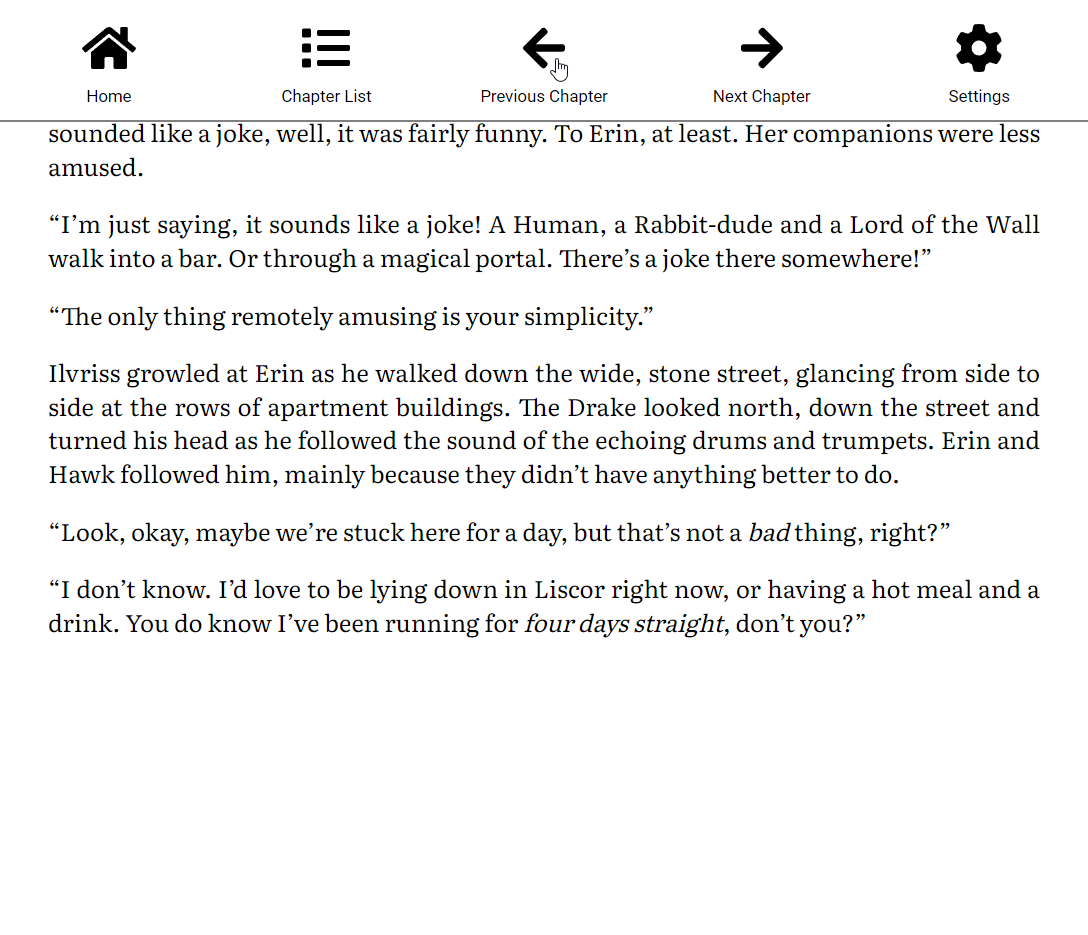 Home
Chapter List
Previous Chapter
Next Chapter
Settings
sounded like a joke, well, it was fairly funny. To Erin, at least. Her companions were less
amused.
“I’m just saying, it sounds like a joke! A Human, a Rabbit-dude and a Lord of the Wall
walk into a bar. Or through a magical portal. There’s a joke there somewhere!”
“The only thing remotely amusing is your simplicity.”
Ilvriss growled at Erin as he walked down the wide, stone street, glancing from side to
side at the rows of apartment buildings. The Drake looked north, down the street and
turned his head as he followed the sound of the echoing drums and trumpets. Erin and
Hawk followed him, mainly because they didn’t have anything better to do.
“Look, okay, maybe we’re stuck here for a day, but that’s not a bad thing, right?”
“I don’t know. I’d love to be lying down in Liscor right now, or having a hot meal and a
drink. You do know I’ve been running for four days straight, don’t you?”